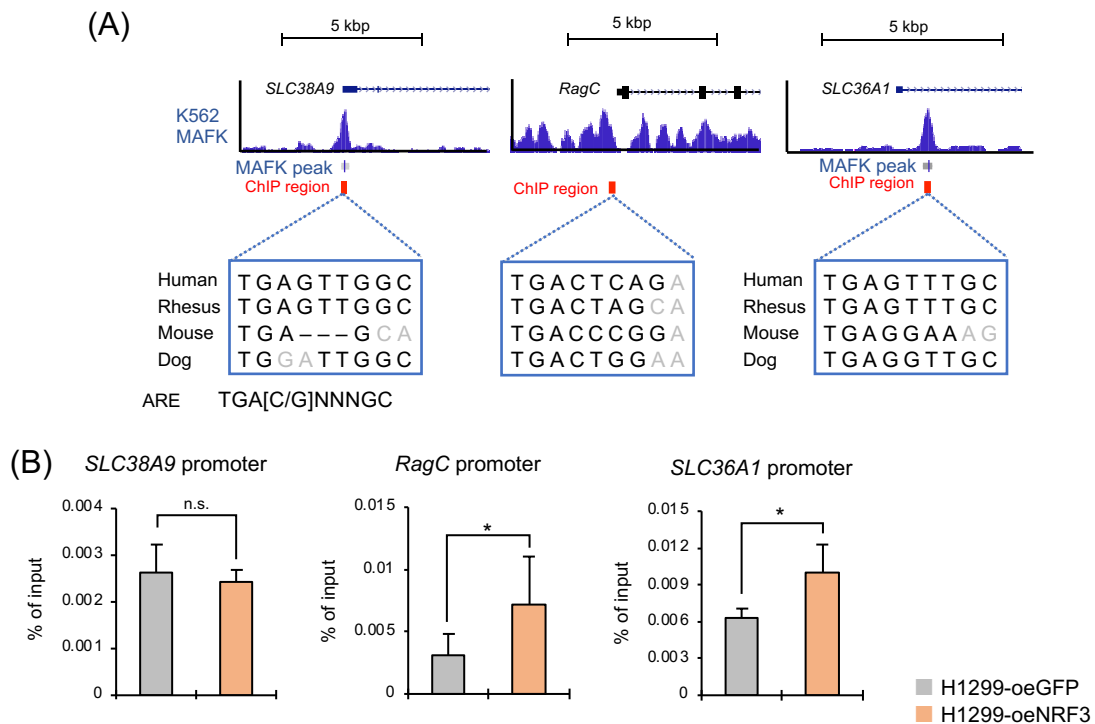 (A)
5 kbp 5 kbp 5 kbp
SLC38A9 RagC SLC36A1
K562
MAFK
MAFK peak MAFK peak
ChIP region ChIP region ChIP region
Human TGAGTTGGC TGACTCAGA TGAGTTTGC
Rhesus TGAGTTGGC TGACTAGCA TGAGTTTGC
Mouse TGA---GCA TGACCCGGA TGAGGAAAG
Dog TGGATTGGC TGACTGGAA TGAGGTTGC
ARE TGA[C/G]NNNGC
(B)
SLC38A9 promoter RagC promoter SLC36A1 promoter
n.s. * *
% of input % of input % of input
0.004 0.015 0.015
0.003 0.01 0.012
0.002 0.005 0.009
0.001 0 0.006
0 0.003
0
H1299-oeGFP
H1299-oeNRF3